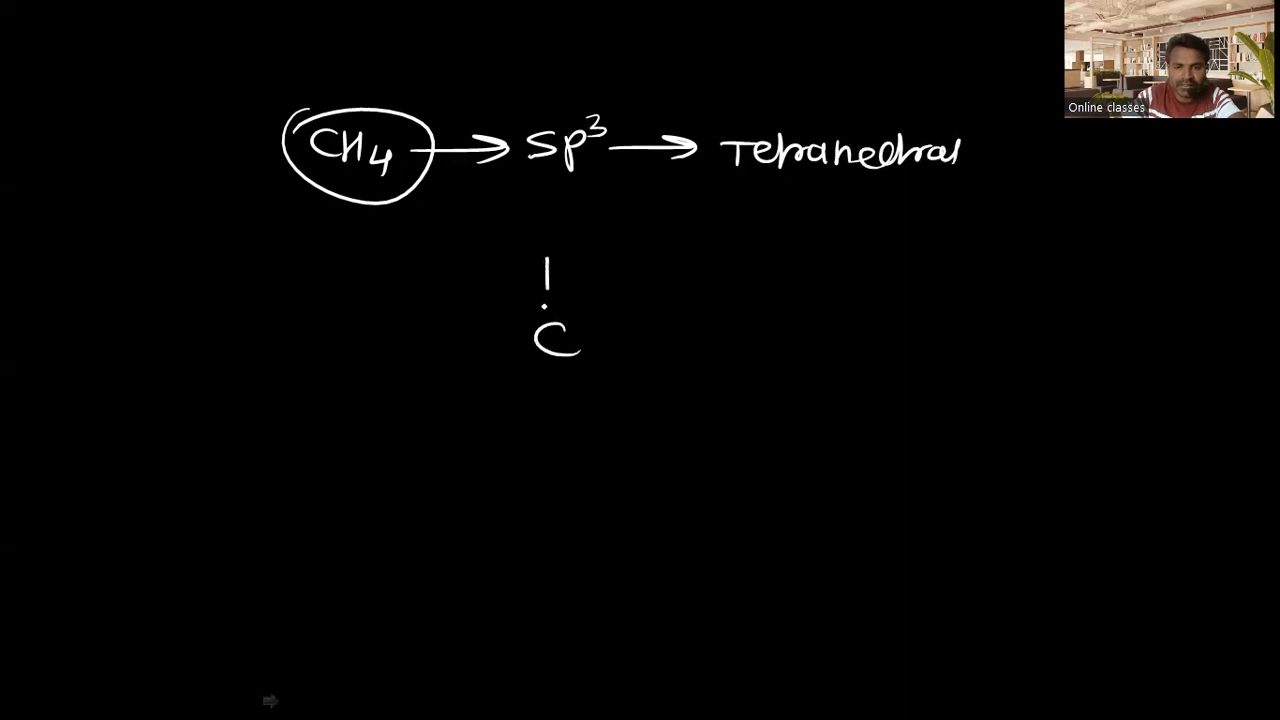 Online classes
CH4 → Sp³ → Tetrahedral
C